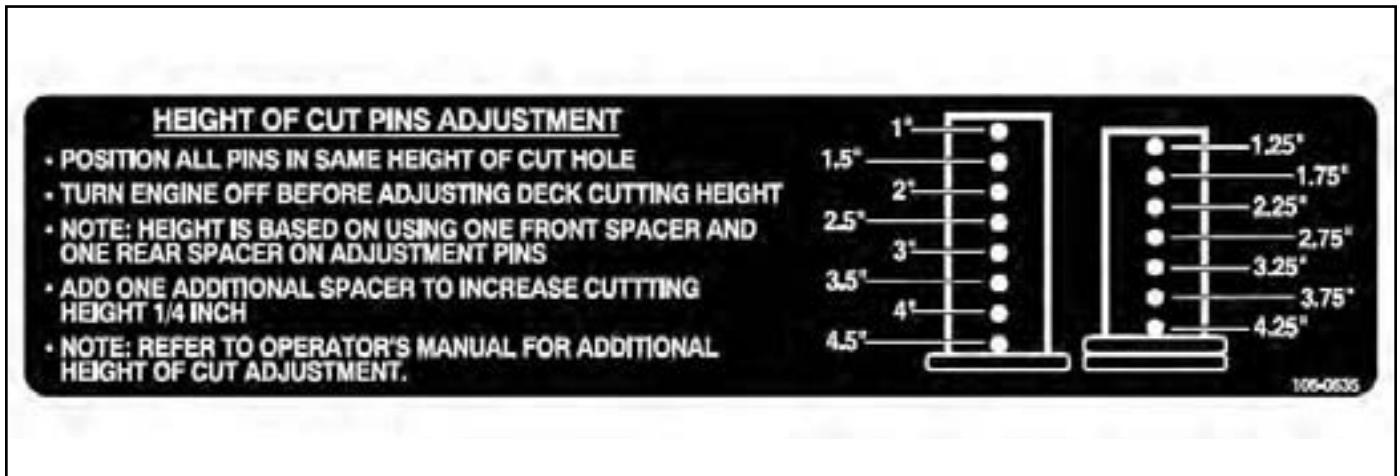 HEIGHT OF CUT PINS ADJUSTMENT
• POSITION ALL PINS IN SAME HEIGHT OF CUT HOLE
• TURN ENGINE OFF BEFORE ADJUSTING DECK CUTTING HEIGHT
• NOTE: HEIGHT IS BASED ON USING ONE FRONT SPACER AND
ONE REAR SPACER ON ADJUSTMENT PINS
• ADD ONE ADDITIONAL SPACER TO INCREASE CUTTTING
HEIGHT 1/4 INCH
• NOTE: REFER TO OPERATOR'S MANUAL FOR ADDITIONAL
HEIGHT OF CUT ADJUSTMENT.
1"
1.5"
2"
2.5"
3"
3.5"
4"
4.5"
1.25"
1.75"
2.25"
2.75"
3.25"
3.75"
4.25"
106-0635